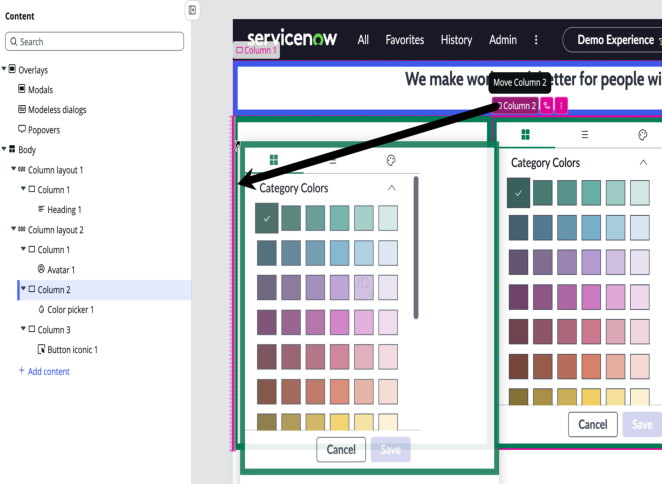 Content
Search
Overlays
Modals
Modeless dialogs
Popovers
Body
Column layout 1
Column 1
Heading 1
Column layout 2
Column 1
Avatar 1
Column 2
Color picker 1
Column 3
Button iconic 1
+ Add content
servicenow All Favorites History Admin Demo Experience
Column 1
We make work better for people wi
Move Column 2
Column 2
Category Colors
Cancel Save
Category Colors
Cancel Save